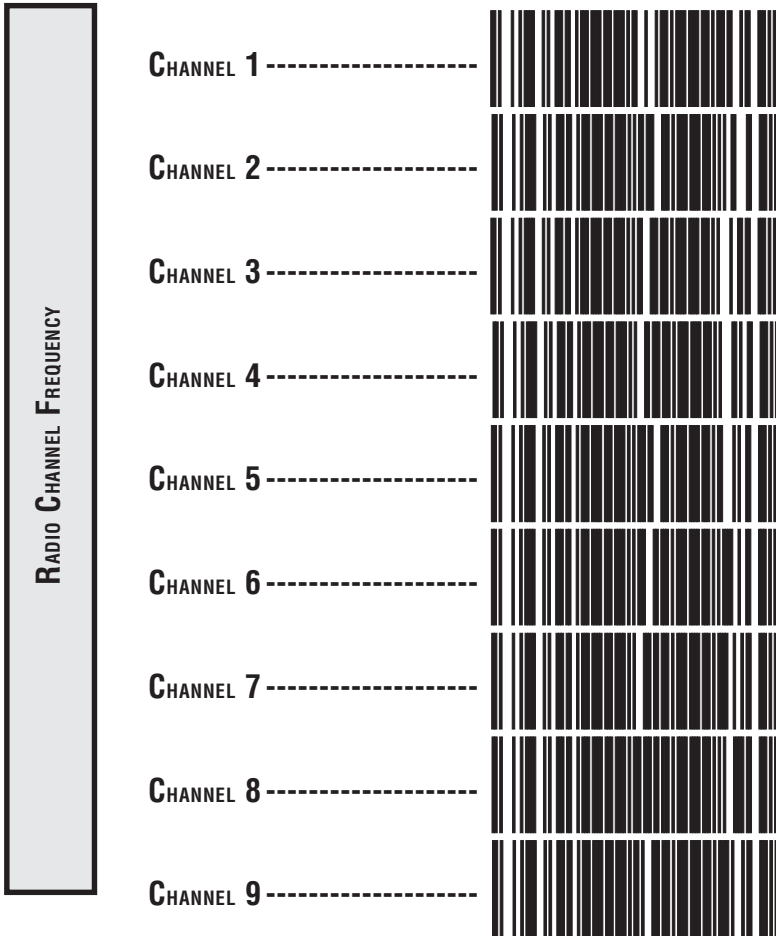 Radio Channel Frequency
Channel 1 --------------------
Channel 2 --------------------
Channel 3 --------------------
Channel 4 --------------------
Channel 5 --------------------
Channel 6 --------------------
Channel 7 --------------------
Channel 8 --------------------
Channel 9 --------------------